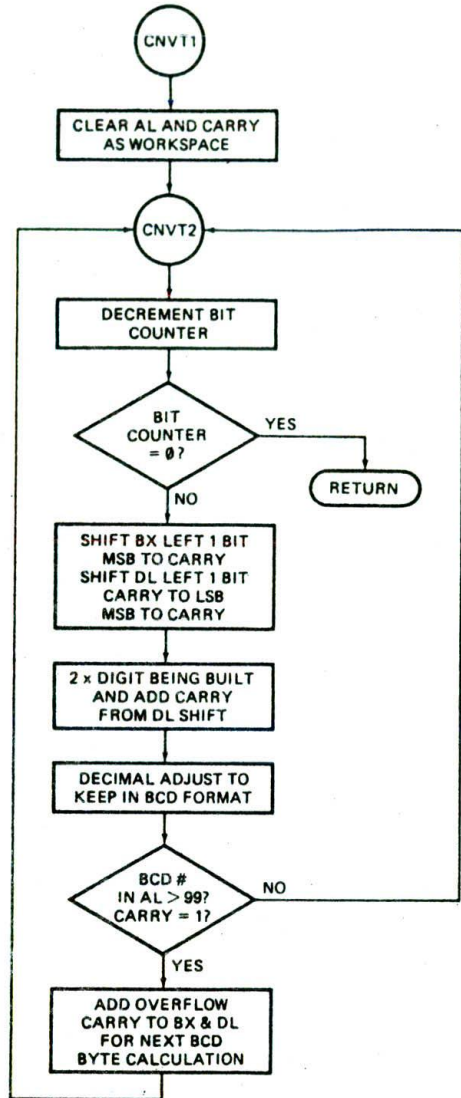 CNVT1
CLEAR AL AND CARRY
AS WORKSPACE
CNVT2
DECREMENT BIT
COUNTER
BIT
COUNTER
= Ø?
YES
RETURN
NO
SHIFT BX LEFT 1 BIT
MSB TO CARRY
SHIFT DL LEFT 1 BIT
CARRY TO LSB
MSB TO CARRY
2 x DIGIT BEING BUILT
AND ADD CARRY
FROM DL SHIFT
DECIMAL ADJUST TO
KEEP IN BCD FORMAT
BCD #
IN AL > 99?
CARRY = 1?
NO
YES
ADD OVERFLOW
CARRY TO BX & DL
FOR NEXT BCD
BYTE CALCULATION